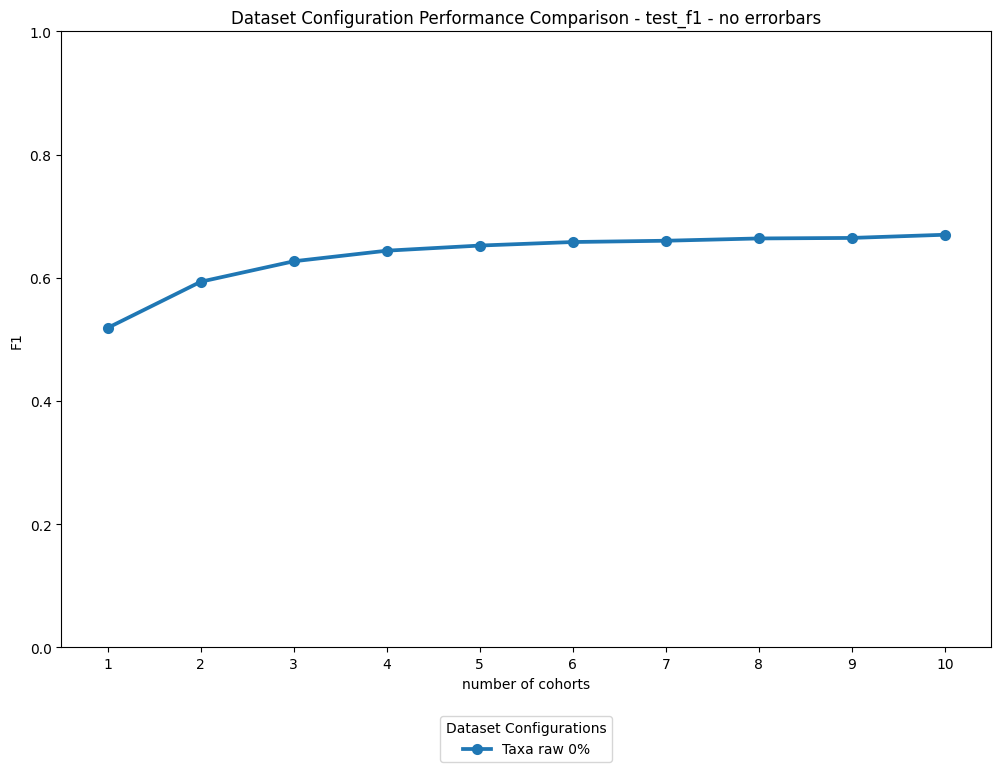 Dataset Configuration Performance Comparison - test_f1 - no errorbars
1.0
0.8
0.6
0.4
0.2
0.0
F1
1 2 3 4 5 6 7 8 9 10
number of cohorts
Dataset Configurations
Taxa raw 0%